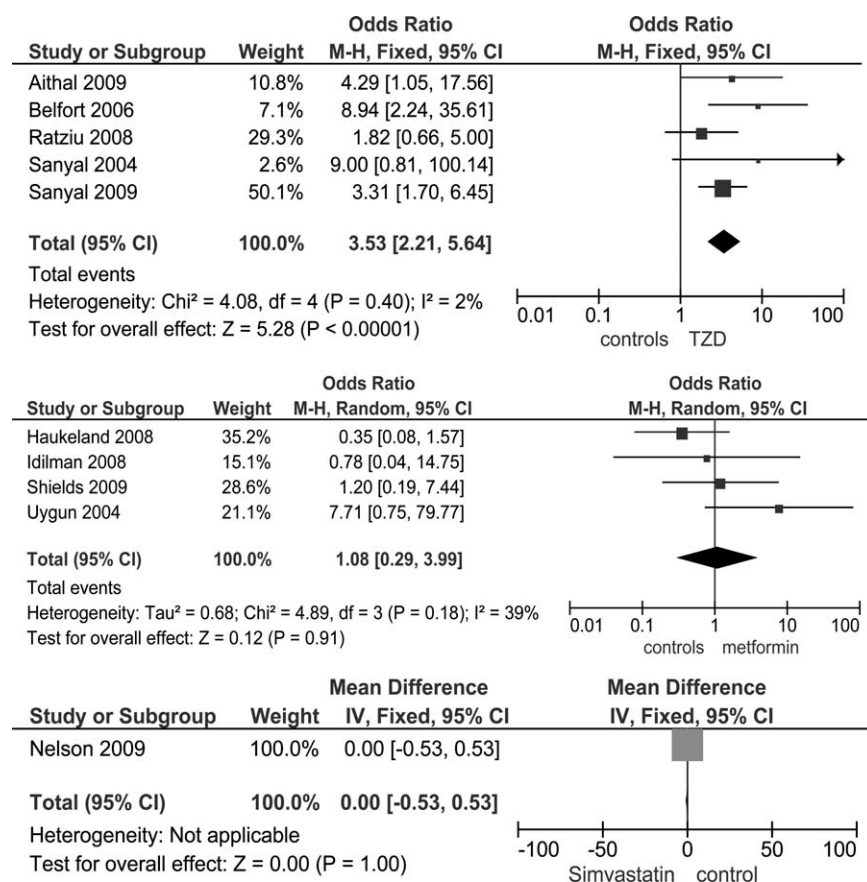 Odds Ratio Odds Ratio
Study or Subgroup Weight M-H, Fixed, 95% CI M-H, Fixed, 95% CI
Aithal 2009 10.8% 4.29 [1.05, 17.56]
Belfort 2006 7.1% 8.94 [2.24, 35.61]
Ratziu 2008 29.3% 1.82 [0.66, 5.00]
Sanyal 2004 2.6% 9.00 [0.81, 100.14]
Sanyal 2009 50.1% 3.31 [1.70, 6.45]
Total (95% CI) 100.0% 3.53 [2.21, 5.64]
Total events
Heterogeneity: Chi² = 4.08, df = 4 (P = 0.40); I² = 2%
Test for overall effect: Z = 5.28 (P < 0.00001)
0.01 0.1 1 10 100
controls TZD
Odds Ratio Odds Ratio
Study or Subgroup Weight M-H, Random, 95% CI M-H, Random, 95% CI
Haukeland 2008 35.2% 0.35 [0.08, 1.57]
Idilman 2008 15.1% 0.78 [0.04, 14.75]
Shields 2009 28.6% 1.20 [0.19, 7.44]
Uygun 2004 21.1% 7.71 [0.75, 79.77]
Total (95% CI) 100.0% 1.08 [0.29, 3.99]
Total events
Heterogeneity: Tau² = 0.68; Chi² = 4.89, df = 3 (P = 0.18); I² = 39%
Test for overall effect: Z = 0.12 (P = 0.91)
0.01 0.1 1 10 100
controls metformin
Mean Difference Mean Difference
Study or Subgroup Weight IV, Fixed, 95% CI IV, Fixed, 95% CI
Nelson 2009 100.0% 0.00 [-0.53, 0.53]
Total (95% CI) 100.0% 0.00 [-0.53, 0.53]
Heterogeneity: Not applicable
Test for overall effect: Z = 0.00 (P = 1.00)
-100 -50 0 50 100
Simvastatin control